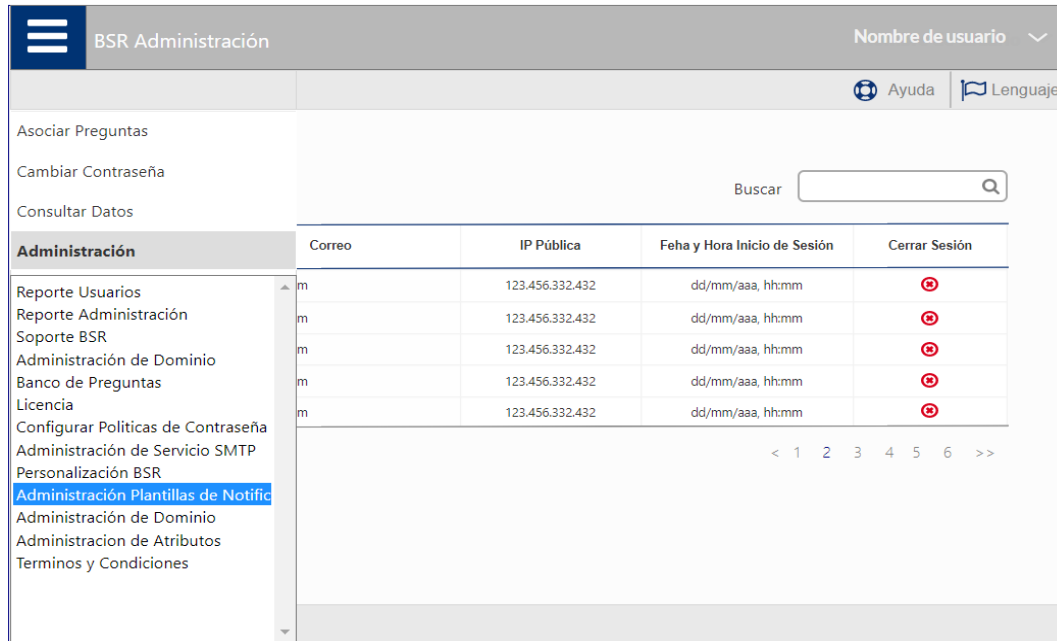 BSR Administración
Nombre de usuario
Ayuda
Lenguaje
Asociar Preguntas
Cambiar Contraseña
Consultar Datos
Administración
Reporte Usuarios
Reporte Administración
Soporte BSR
Administración de Dominio
Banco de Preguntas
Licencia
Configurar Politicas de Contraseña
Administración de Servicio SMTP
Personalización BSR
Administración Plantillas de Notific
Administración de Dominio
Administracion de Atributos
Terminos y Condiciones
Buscar
Correo IP Pública Feha y Hora Inicio de Sesión Cerrar Sesión
m 123.456.332.432 dd/mm/aaa, hh:mm
m 123.456.332.432 dd/mm/aaa, hh:mm
m 123.456.332.432 dd/mm/aaa, hh:mm
m 123.456.332.432 dd/mm/aaa, hh:mm
m 123.456.332.432 dd/mm/aaa, hh:mm
< 1 2 3 4 5 6 >>